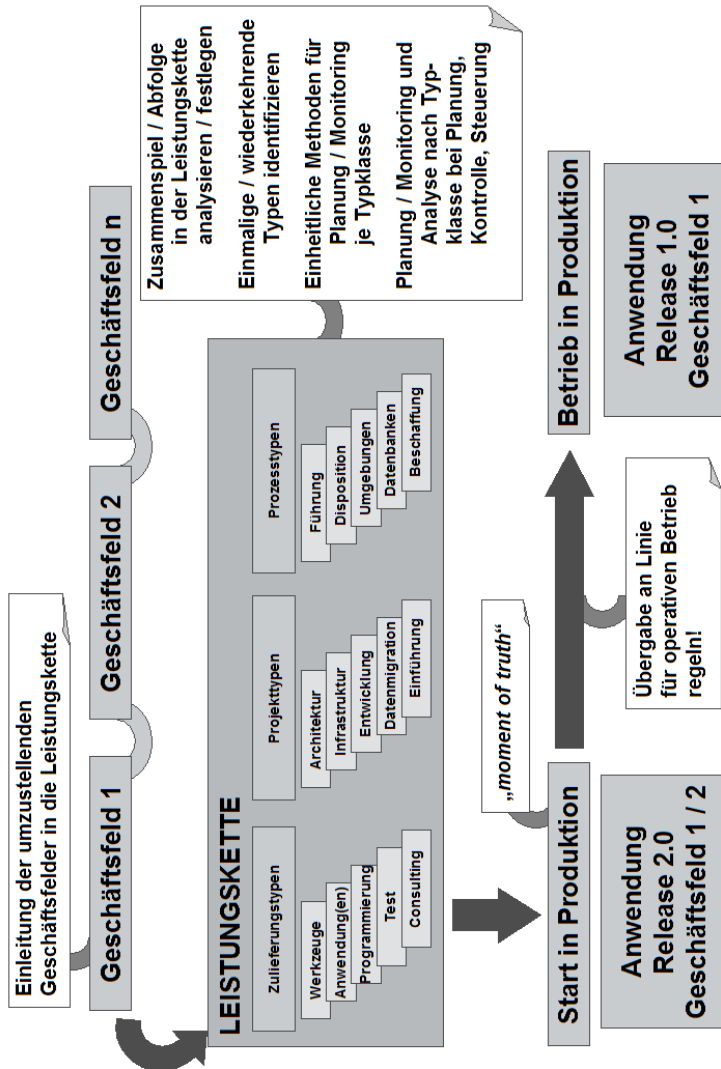 Einleitung der umzustellenden
Geschäftsfelder in die Leistungskette
Geschäftsfeld 1
Geschäftsfeld 2
Geschäftsfeld n
LEISTUNGSKETTE
Zulieferungstypen
Werkzeuge
Anwendung(en)
Programmierung
Test
Consulting
Projekttypen
Architektur
Infrastruktur
Entwicklung
Datenmigration
Einführung
Prozesstypen
Führung
Disposition
Umgebungen
Datenbanken
Beschaffung
Zusammenspiel / Abfolge
in der Leistungskette
analysieren / festlegen
Einmalige / wiederkehrende
Typen identifizieren
Einheitliche Methoden für
Planung / Monitoring
je Typklasse
Planung / Monitoring und
Analyse nach Typ-
klasse bei Planung,
Kontrolle, Steuerung
„moment of truth“
Start in Produktion
Betrieb in Produktion
Anwendung
Release 2.0
Geschäftsfeld 1 / 2
Übergabe an Linie
für operativen Betrieb
regeln!
Anwendung
Release 1.0
Geschäftsfeld 1